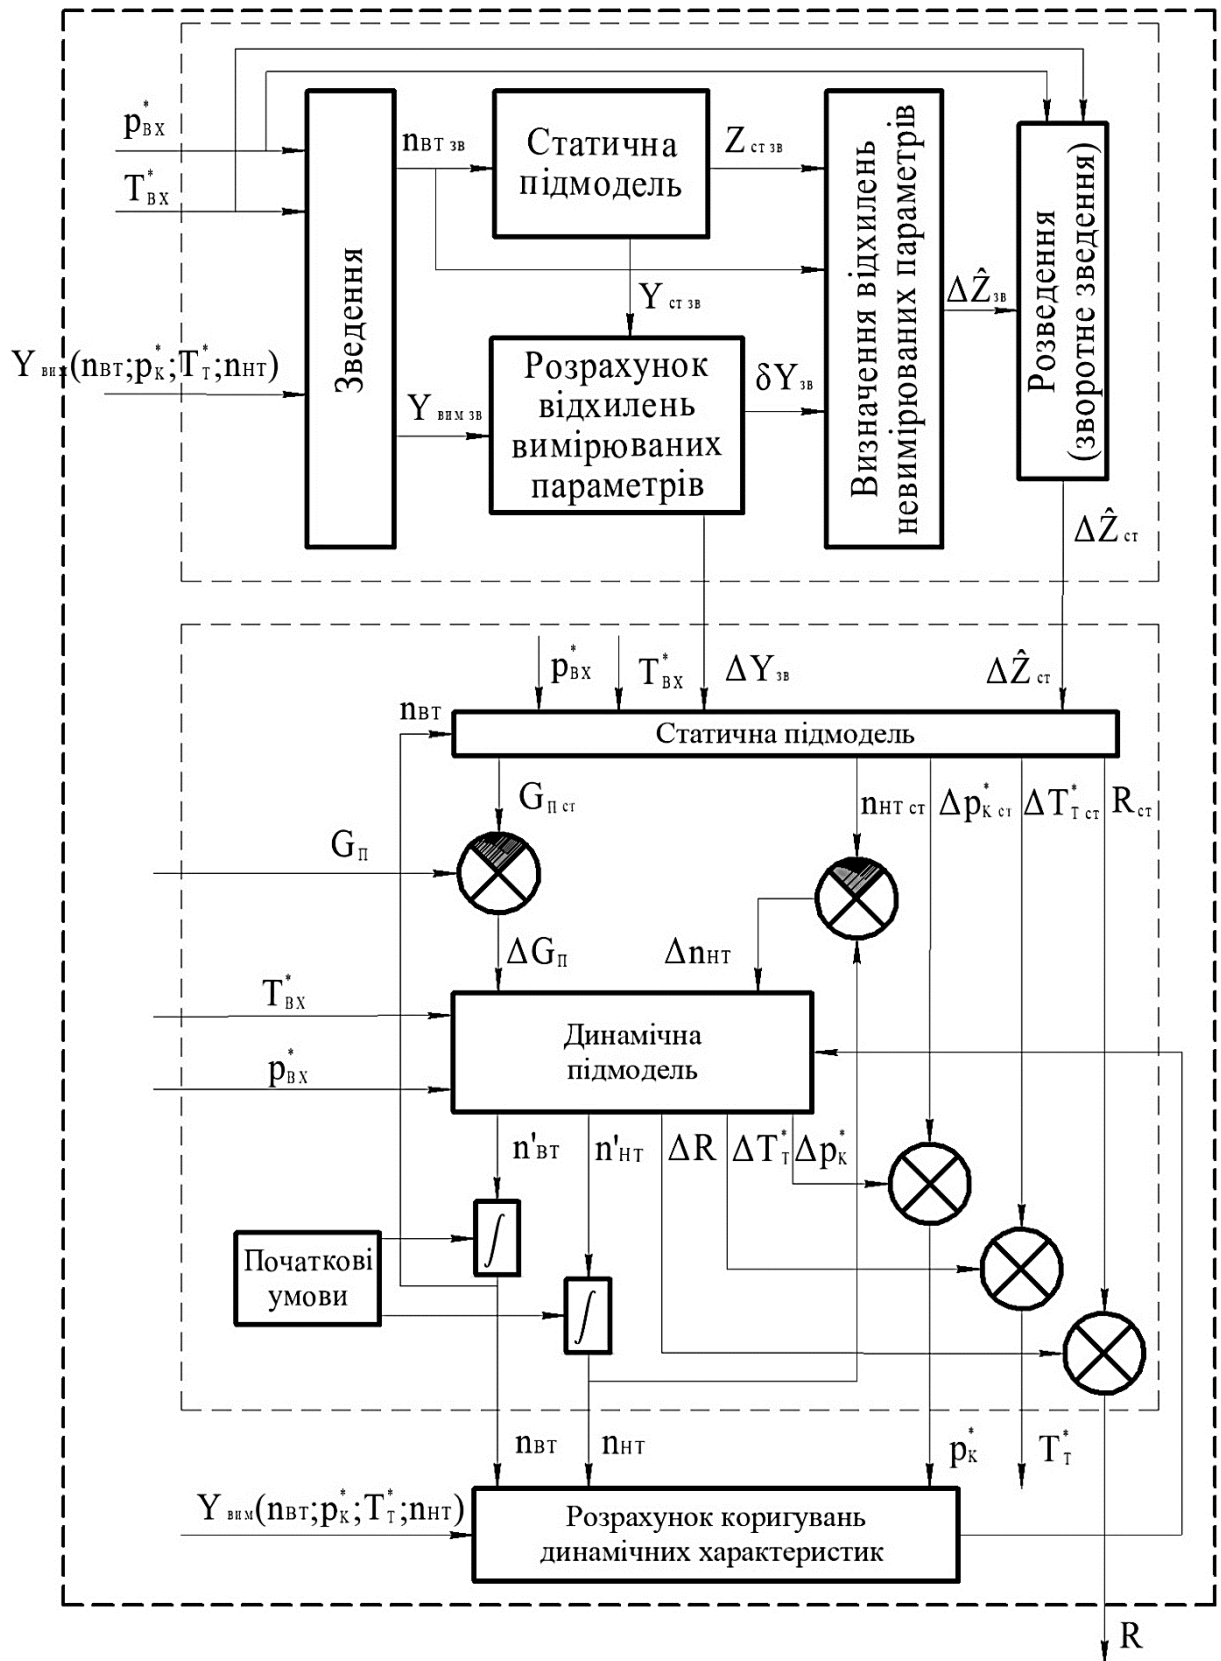 p*вх
T*вх
Yвим(nвт;p*к;T*т;nнт)
Зведення
nвт зв
Статична
підмодель
Zст зв
Yст зв
Yвим зв
Розрахунок
відхилень
вимірюваних
параметрів
δYзв
Визначення відхилень
невимірюваних параметрів
ΔẐзв
Розведення
(зворотне зведення)
ΔẐст
p*вх
T*вх
ΔYзв
ΔẐст
nвт
Статична підмодель
Gп ст
nнт ст
Δp*к ст
ΔT*т ст
Rст
Gп
ΔGп
Δnнт
T*вх
p*вх
Динамічна
підмодель
n'вт
n'нт
ΔR
ΔT*т
Δp*к
Початкові
умови
∫
∫
nвт
nнт
p*к
T*т
Yвим(nвт;p*к;T*т;nнт)
Розрахунок коригувань
динамічних характеристик
R